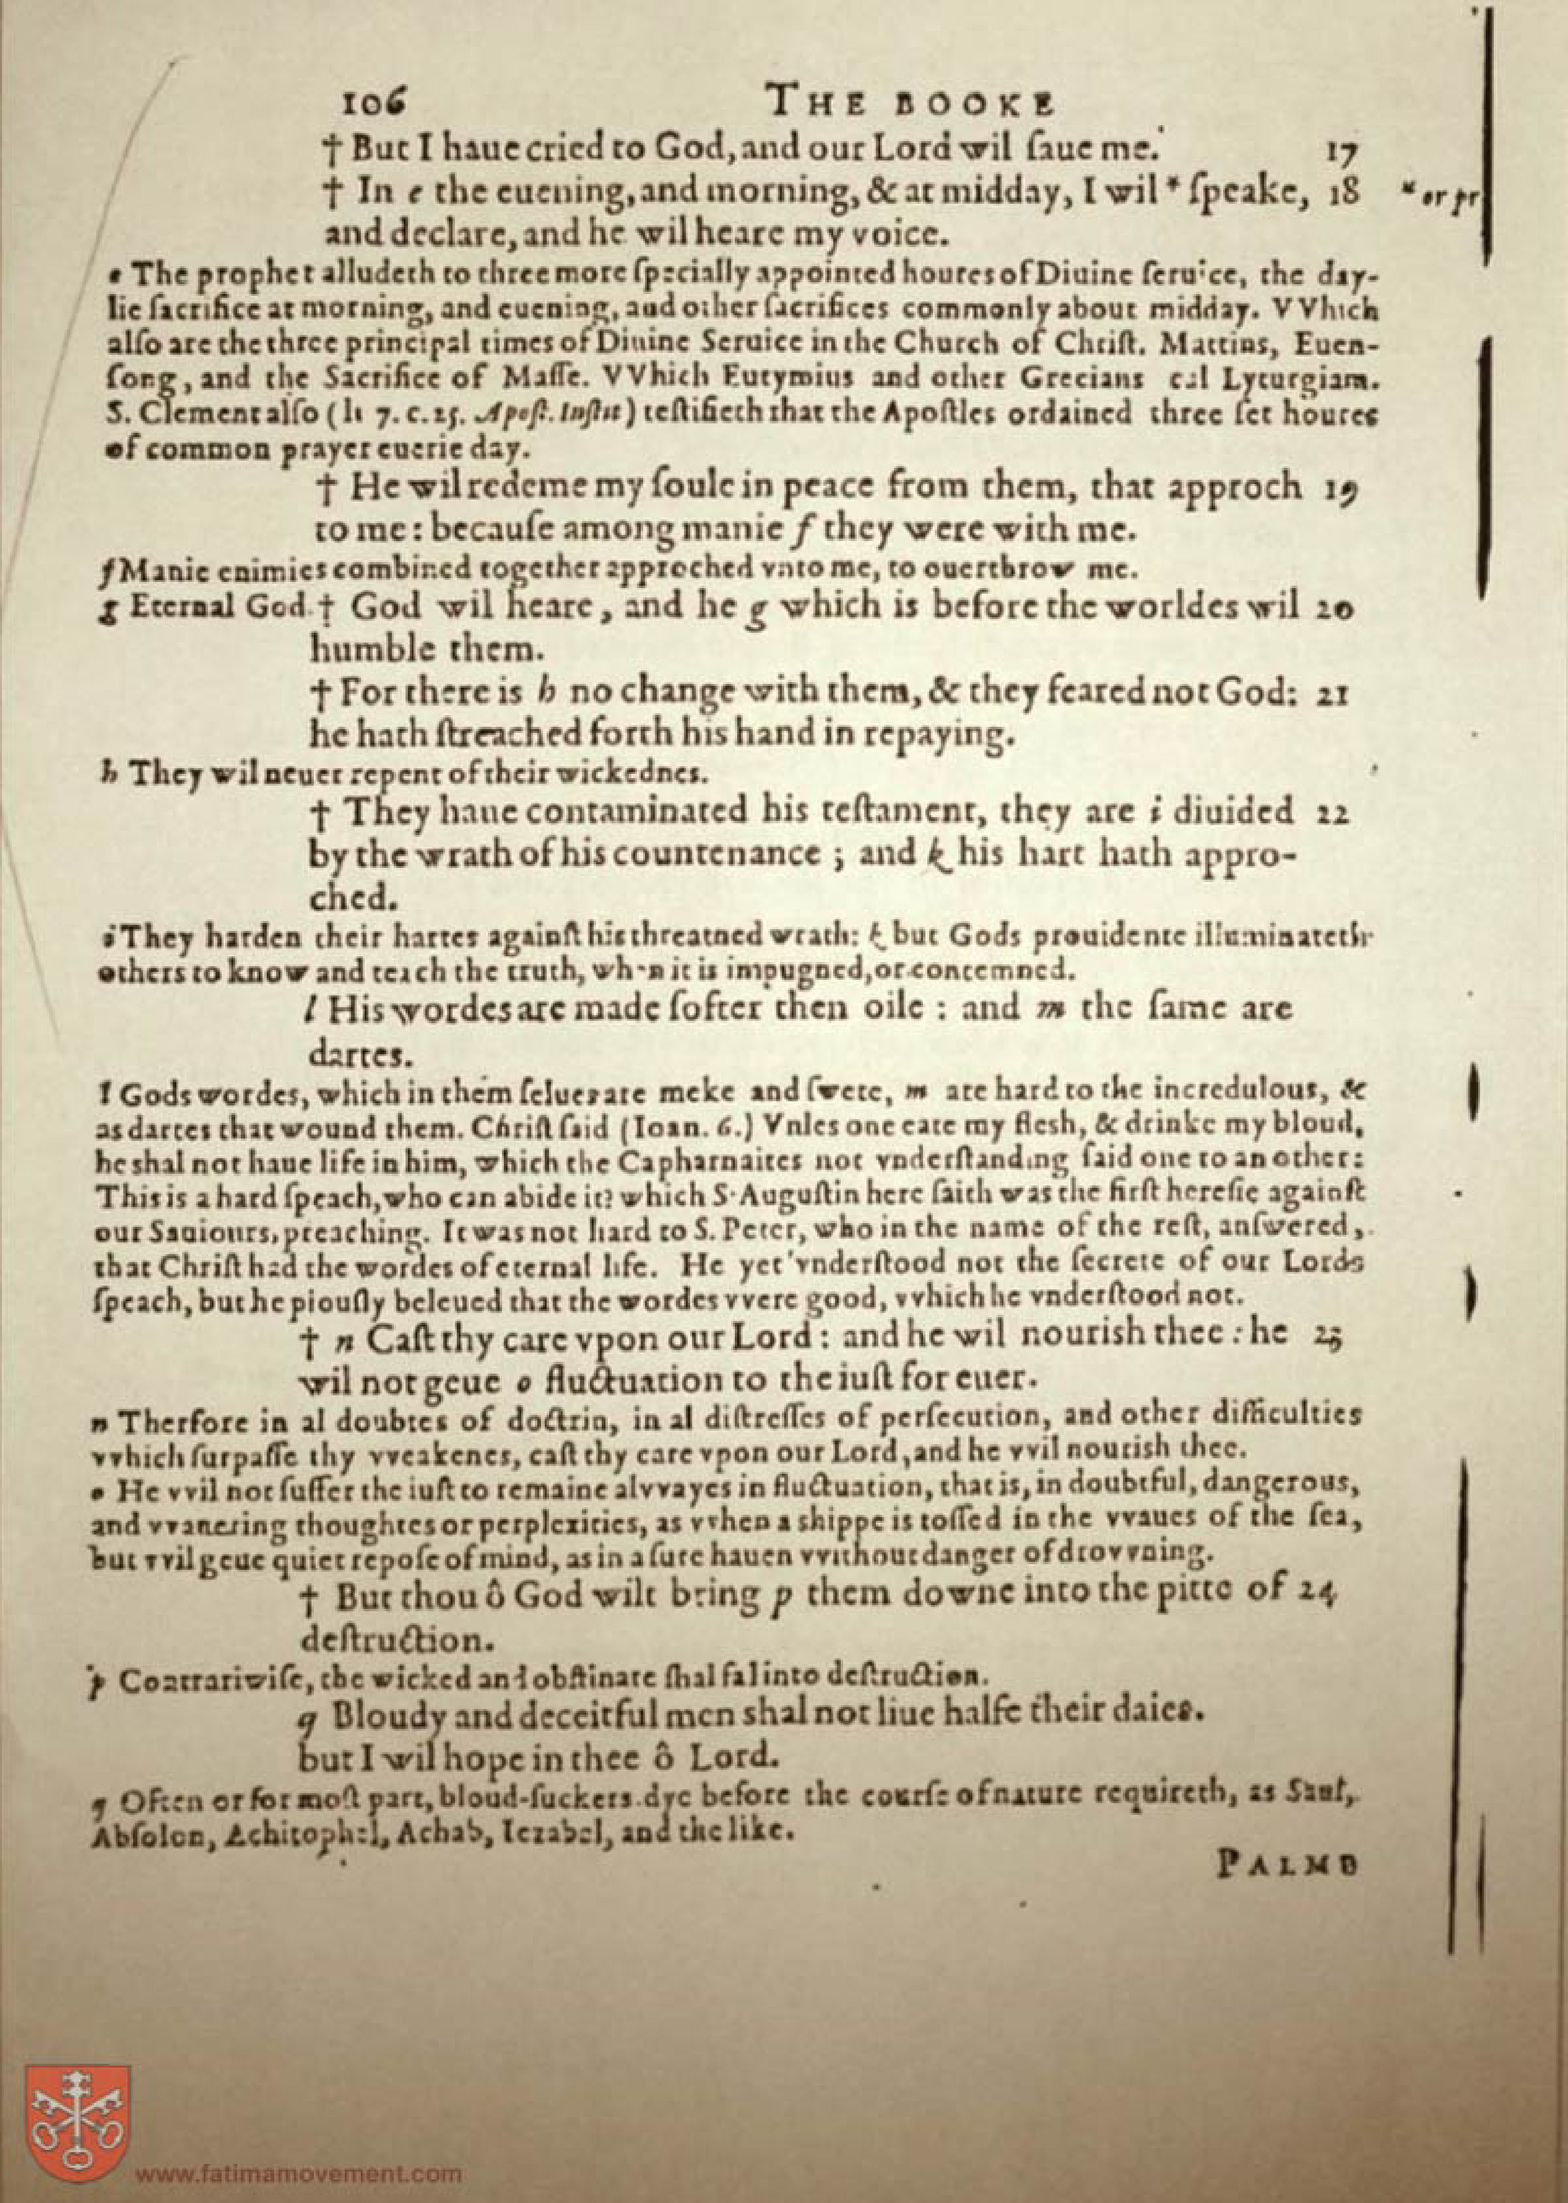 106 THE BOOKE
† But I haue cried to God, and our Lord wil ſaue me. 17
† In e the euening, and morning, & at midday, I wil * ſpeake, 18 * or pr
and declare, and he wil heare my voice.
e The prophet alludeth to three more ſpecially appointed houres of Diuine ſeruice, the day-
lie ſacrifice at morning, and euening, and other ſacrifices commonly about midday. VVhich
alſo are the three principal times of Diuine Seruice in the Church of Chriſt. Mattins, Euen-
ſong, and the Sacrifice of Maſſe. VVhich Eutymius and other Grecians cal Lyturgiam.
S. Clement alſo (li 7. c. 25. Apoſt. Inſtit) teſtifieth that the Apoſtles ordained three ſet houres
of common prayer euerie day.
† He wil redeme my ſoule in peace from them, that approch 19
to me: becauſe among manie f they were with me.
f Manie enimies combined together approched vnto me, to ouerthrow me.
g Eternal God. † God wil heare, and he g which is before the worldes wil 20
humble them.
† For there is h no change with them, & they feared not God: 21
he hath ſtreached forth his hand in repaying.
h They wil neuer repent of their wickednes.
† They haue contaminated his teſtament, they are i diuided 22
by the wrath of his countenance ; and k his hart hath appro-
ched.
i They harden their hartes againſt his threatned wrath: k but Gods prouidente illuminateth
others to know and teach the truth, when it is impugned, or contemned.
l His wordes are made ſofter then oile : and m the ſame are
dartes.
l Gods wordes, which in them ſelues are meke and ſwete, m are hard to the incredulous, &
as dartes that wound them. Chriſt ſaid (Ioan. 6.) Vnles one eate my flesh, & drinke my bloud,
he shal not haue life in him, which the Capharnaites not vnderſtanding ſaid one to an other:
This is a hard ſpeach, who can abide it? which S. Auguſtin here ſaith was the firſt hereſie againſt
our Sauiours, preaching. It was not hard to S. Peter, who in the name of the reſt, anſwered,
that Chriſt had the wordes of eternal life. He yet vnderſtood not the ſecrete of our Lords
ſpeach, but he piouſly beleued that the wordes vvere good, vvhich he vnderſtood not.
† n Caſt thy care vpon our Lord : and he wil nourish thee : he 23
wil not geue o fluctuation to the iuſt for euer.
n Therfore in al doubtes of doctrin, in al diſtreſſes of perſecution, and other difficulties
vvhich ſurpaſſe thy vveakenes, caſt thy care vpon our Lord, and he vvil nourish thee.
o He vvil not ſuffer the iuſt to remaine alvvayes in fluctuation, that is, in doubtful, dangerous,
and vvauering thoughtes or perplexities, as vvhen a shippe is toſſed in the vvaues of the ſea,
but vvil geue quiet repoſe of mind, as in a ſure hauen vvithout danger of drovvning.
† But thou ô God wilt bring p them downe into the pitte of 24
deſtruction.
p Contrariwiſe, the wicked and obſtinate ſhal fal into deſtruction.
q Bloudy and deceitful men shal not liue halfe their daies.
but I wil hope in thee ô Lord.
q Often or for moſt part, bloud-ſuckers dye before the courſe of nature requireth, as Saul,
Abſolon, Achitophel, Achab, Iezabel, and the like.
PALMB
www.fatimamovement.com